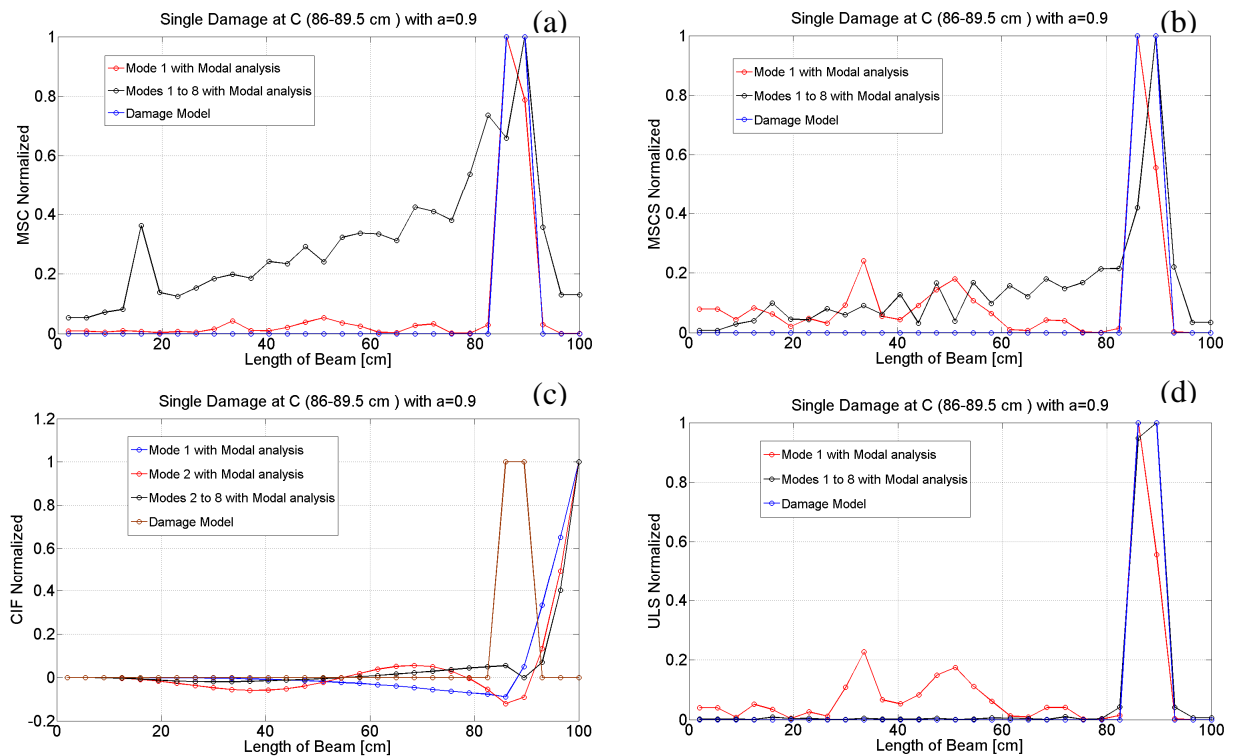 Single Damage at C (86-89.5 cm ) with a=0.9
(a)
MSC Normalized
1
0.8
0.6
0.4
0.2
0
Mode 1 with Modal analysis
Modes 1 to 8 with Modal analysis
Damage Model
0 20 40 60 80 100
Length of Beam [cm]
Single Damage at C (86-89.5 cm ) with a=0.9
(b)
MSCS Normalized
1
0.8
0.6
0.4
0.2
0
Mode 1 with Modal analysis
Modes 1 to 8 with Modal analysis
Damage Model
0 20 40 60 80 100
Length of Beam [cm]
Single Damage at C (86-89.5 cm ) with a=0.9
(c)
CIF Normalized
1.2
1
0.8
0.6
0.4
0.2
0
-0.2
Mode 1 with Modal analysis
Mode 2 with Modal analysis
Modes 2 to 8 with Modal analysis
Damage Model
0 20 40 60 80 100
Length of Beam [cm]
Single Damage at C (86-89.5 cm ) with a=0.9
(d)
ULS Normalized
1
0.8
0.6
0.4
0.2
0
Mode 1 with Modal analysis
Modes 1 to 8 with Modal analysis
Damage Model
0 20 40 60 80 100
Length of Beam [cm]